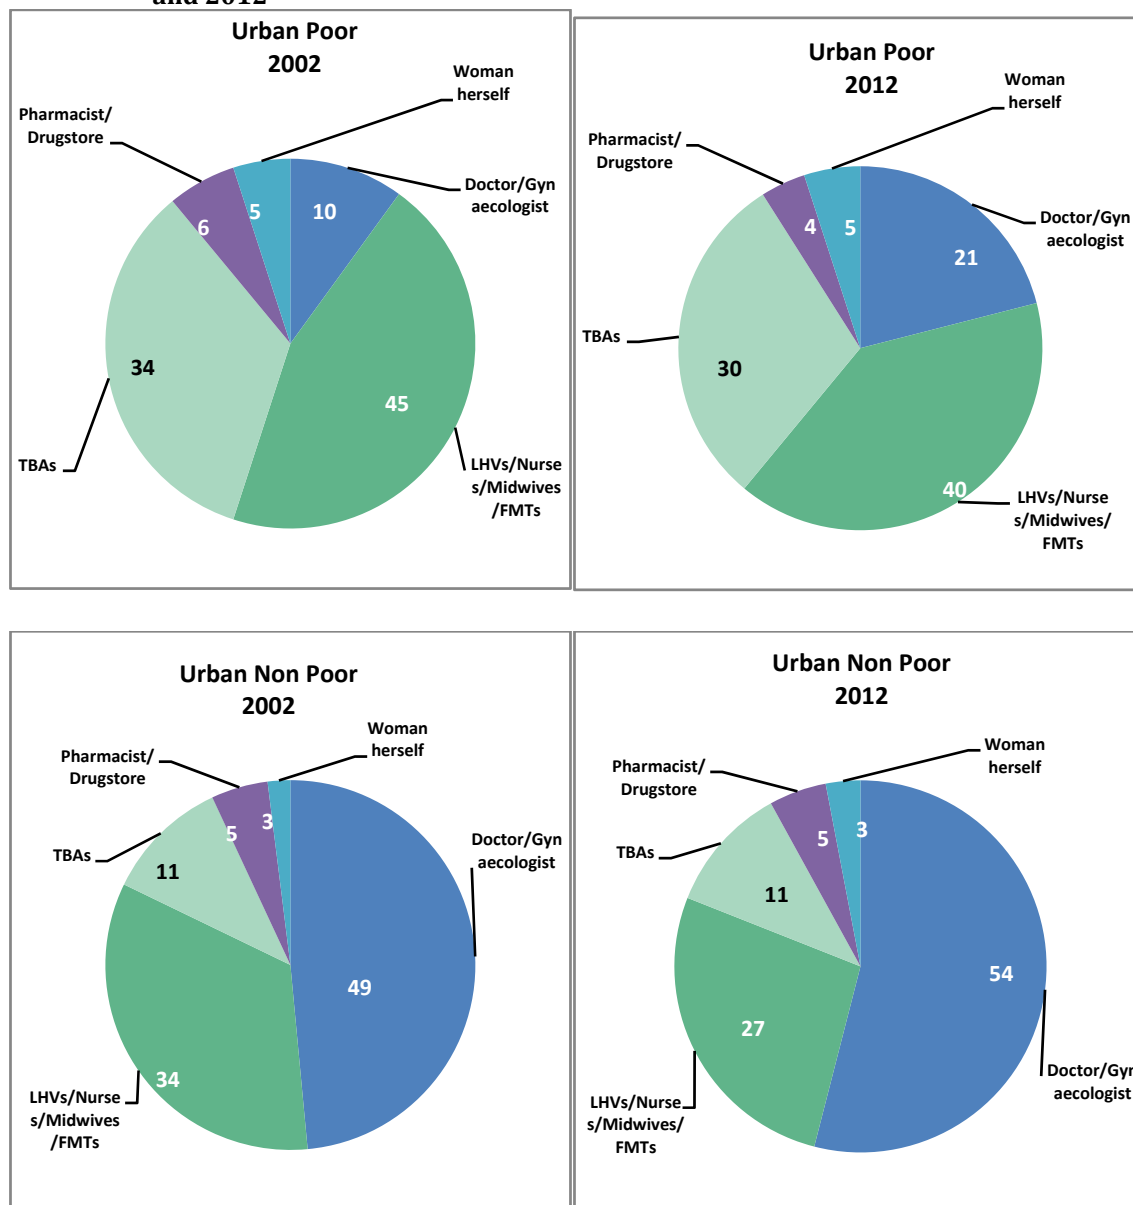 and 2012
Urban Poor
2002
Woman
herself
Pharmacist/
Drugstore
Doctor/Gyn
aecologist
6
5
10
34
45
TBAs
LHVs/Nurse
s/Midwives
/FMTs
Urban Poor
2012
Woman
herself
Pharmacist/
Drugstore
Doctor/Gyn
aecologist
4
5
21
TBAs
30
40
LHVs/Nurse
s/Midwives/
FMTs
Urban Non Poor
2002
Woman
herself
Pharmacist/
Drugstore
5
3
Doctor/Gyn
aecologist
TBAs
11
49
34
LHVs/Nurse
s/Midwives
/FMTs
Urban Non Poor
2012
Woman
herself
Pharmacist/
Drugstore
5
3
TBAs
11
54
27
Doctor/Gyn
aecologist
LHVs/Nurse
s/Midwives/
FMTs